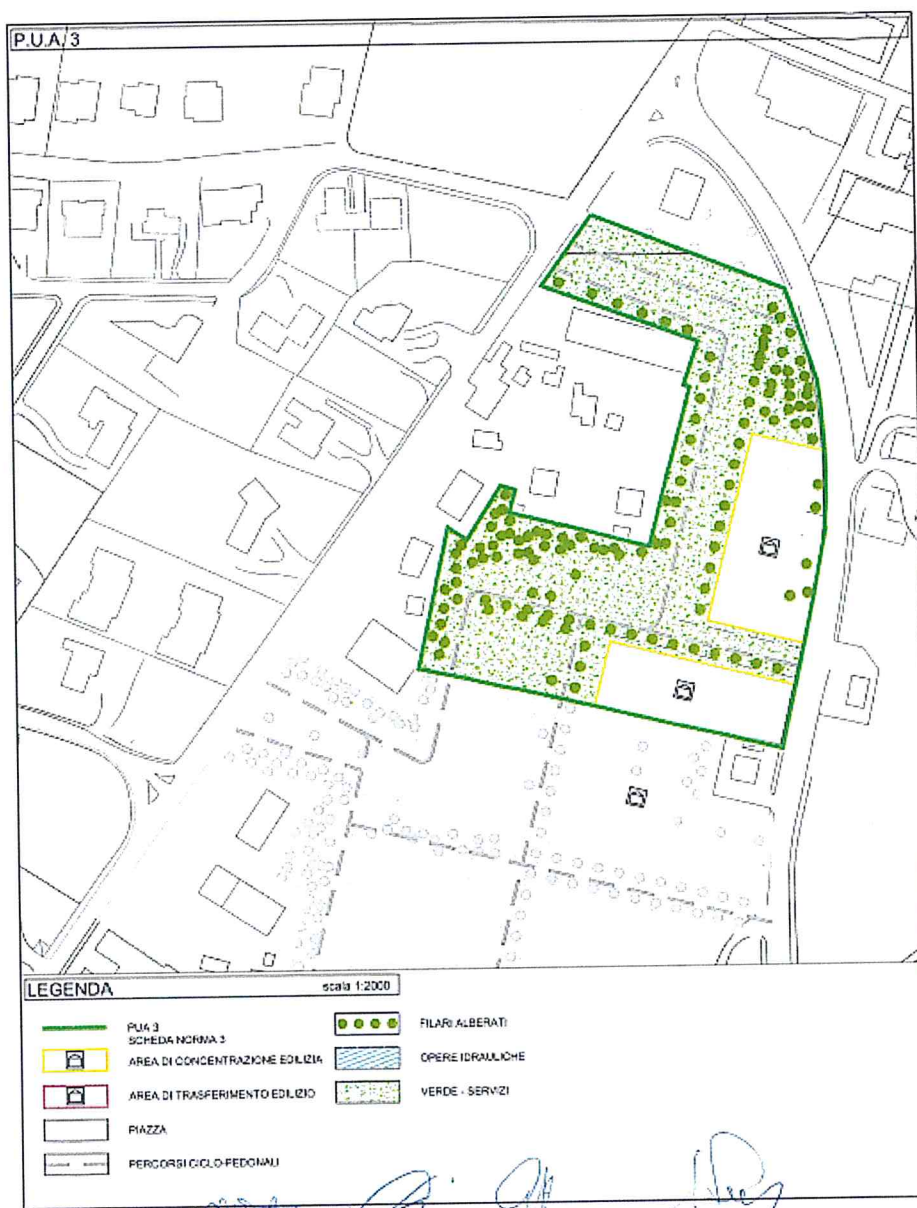 P.U.A. 3
LEGENDA
scala 1:2000
PUA 3
SCHEDA NORMA 3
AREA DI CONCENTRAZIONE EDILIZIA
AREA DI TRASFERIMENTO EDILIZIO
PIAZZA
PERCORSI CICLO-PEDONALI
FILARI ALBERATI
OPERE IDRAULICHE
VERDE - SERVIZI